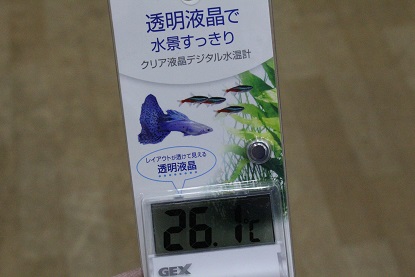 透明液晶で
水景すっきり
クリア液晶デジタル水温計
レイアウトが透けて見える
透明液晶
26.1℃
GEX